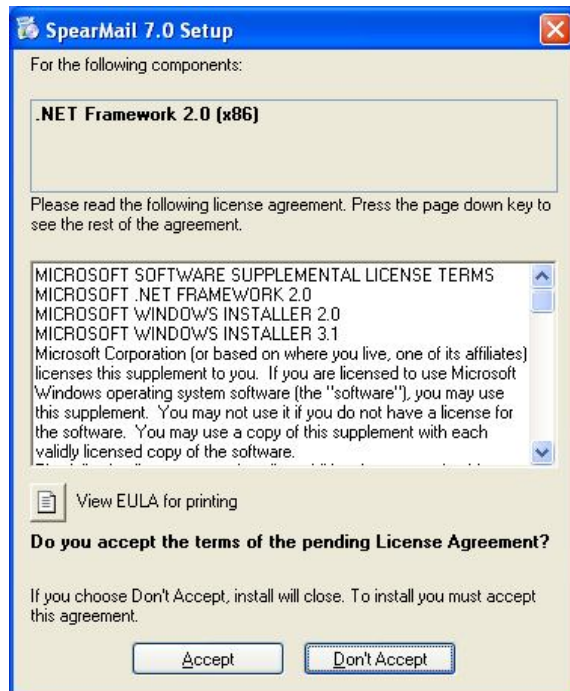 SpearMail 7.0 Setup
For the following components:
.NET Framework 2.0 (x86)
Please read the following license agreement. Press the page down key to
see the rest of the agreement.
MICROSOFT SOFTWARE SUPPLEMENTAL LICENSE TERMS
MICROSOFT .NET FRAMEWORK 2.0
MICROSOFT WINDOWS INSTALLER 2.0
MICROSOFT WINDOWS INSTALLER 3.1
Microsoft Corporation (or based on where you live, one of its affiliates)
licenses this supplement to you.  If you are licensed to use Microsoft
Windows operating system software (the "software"), you may use
this supplement.  You may not use it if you do not have a license for
the software.  You may use a copy of this supplement with each
validly licensed copy of the software.
View EULA for printing
Do you accept the terms of the pending License Agreement?
If you choose Don't Accept, install will close. To install you must accept
this agreement.
Accept
Don't Accept